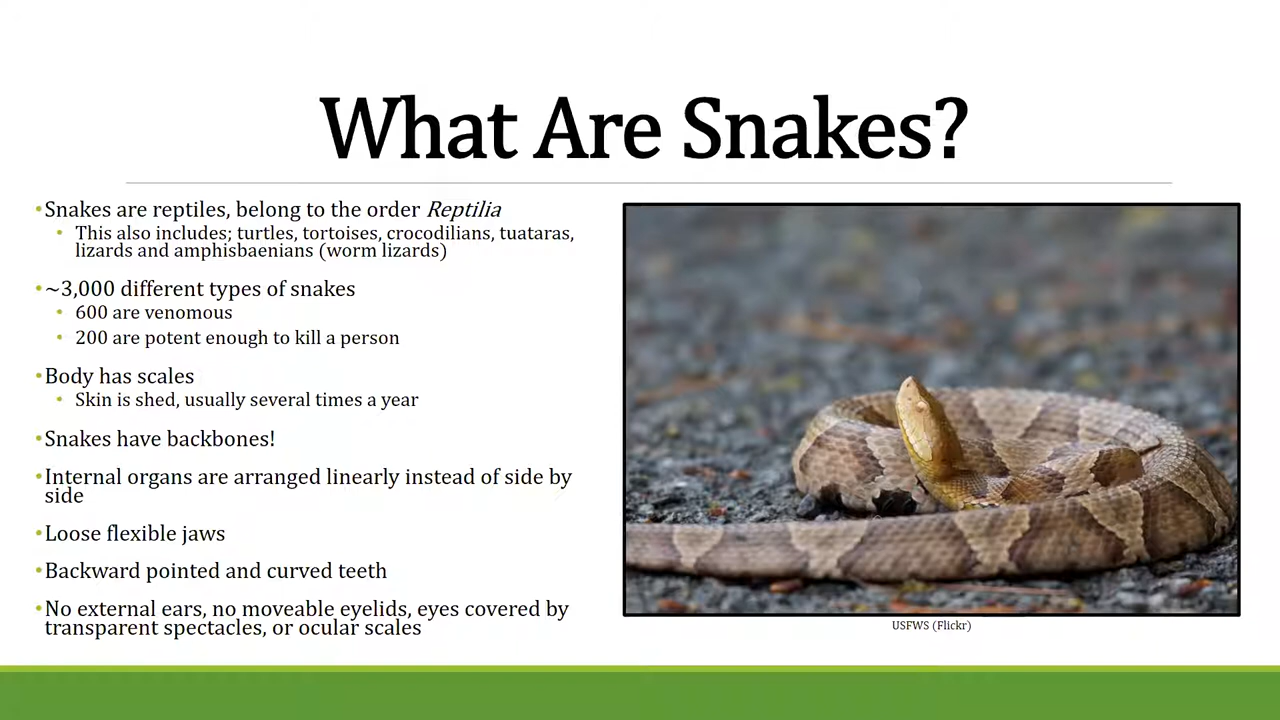 What Are Snakes?
•Snakes are reptiles, belong to the order Reptilia
• This also includes; turtles, tortoises, crocodilians, tuataras,
lizards and amphisbaenians (worm lizards)
•~3,000 different types of snakes
• 600 are venomous
• 200 are potent enough to kill a person
•Body has scales
• Skin is shed, usually several times a year
•Snakes have backbones!
•Internal organs are arranged linearly instead of side by
side
•Loose flexible jaws
•Backward pointed and curved teeth
•No external ears, no moveable eyelids, eyes covered by
transparent spectacles, or ocular scales
USFWS (Flickr)